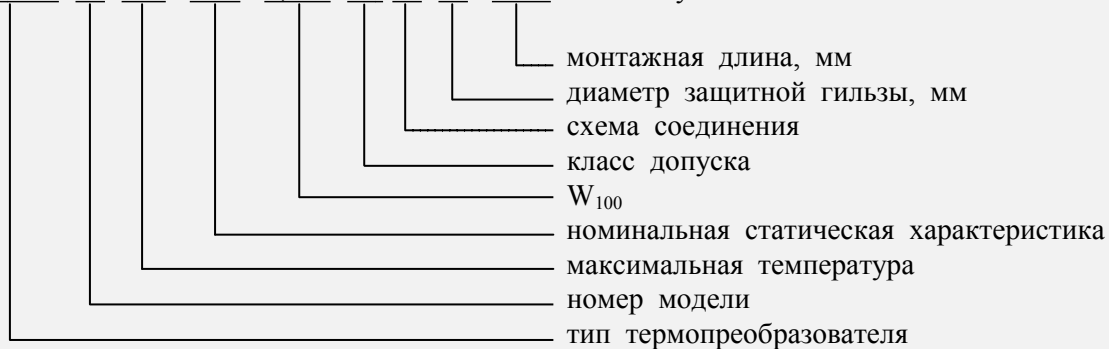 монтажная длина, мм
диаметр защитной гильзы, мм
схема соединения
класс допуска
W₁₀₀
номинальная статическая характеристика
максимальная температура
номер модели
тип термопреобразователя